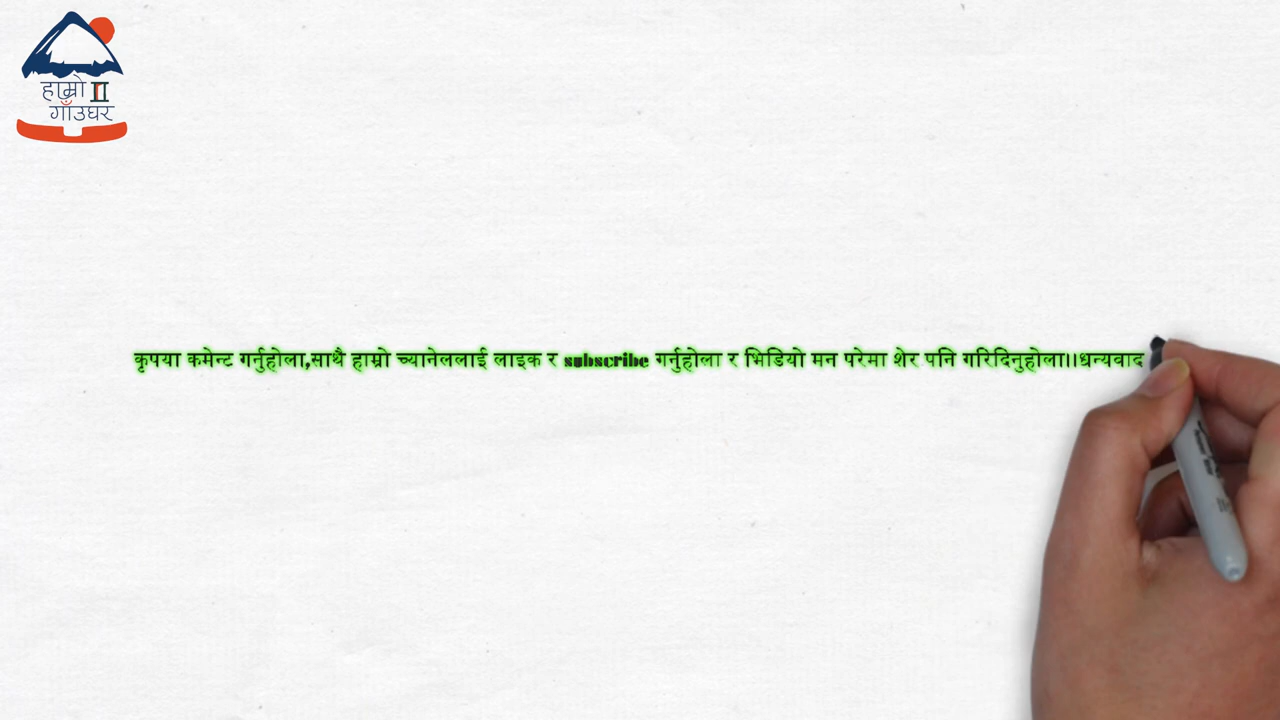 हाम्रो
गाँउघर
कृपया कमेन्ट गर्नुहोला,साथै हाम्रो च्यानेललाई लाइक र subscribe गर्नुहोला र भिडियो मन परेमा शेर पनि गरिदिनुहोला।।धन्यवाद